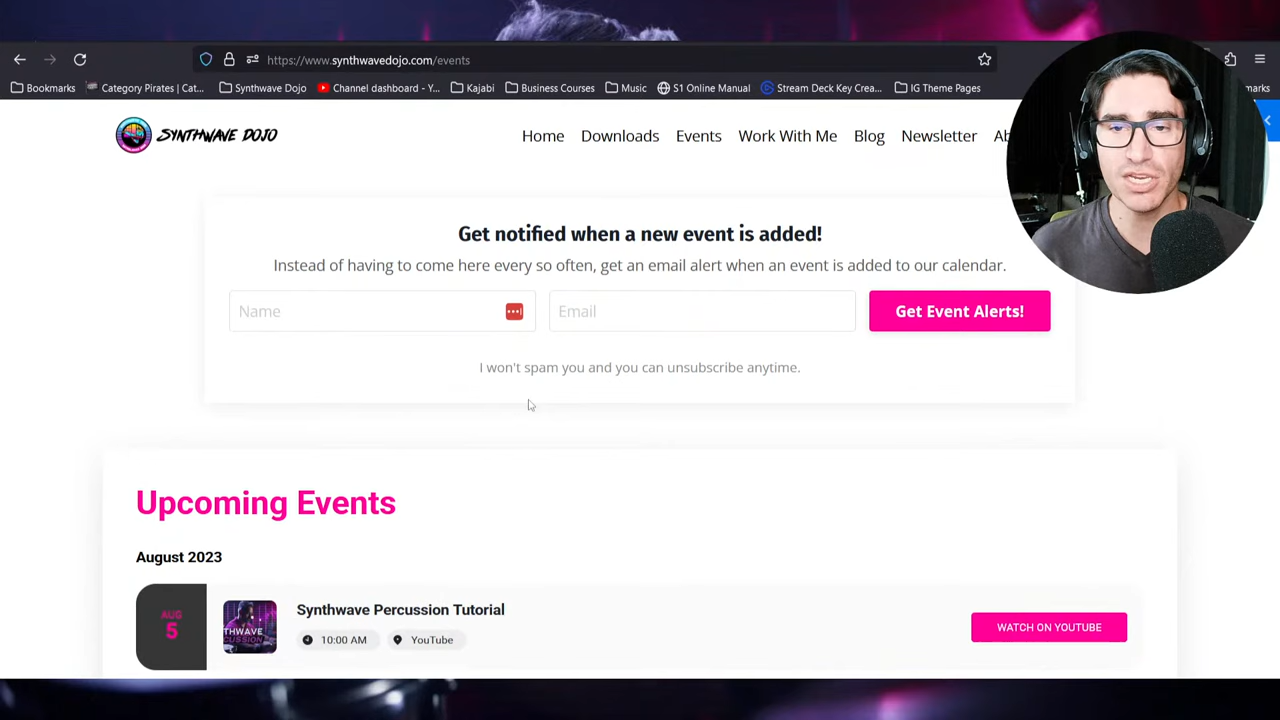 https://www.synthwavedojo.com/events
Bookmarks
Category Pirates | Cat...
Synthwave Dojo
Channel dashboard - Y...
Kajabi
Business Courses
Music
S1 Online Manual
Stream Deck Key Crea...
IG Theme Pages
SYNTHWAVE DOJO
Home Downloads Events Work With Me Blog Newsletter
Get notified when a new event is added!
Instead of having to come here every so often, get an email alert when an event is added to our calendar.
Name
Email
Get Event Alerts!
I won't spam you and you can unsubscribe anytime.
Upcoming Events
August 2023
AUG
5
THWAVE
CUSSION
Synthwave Percussion Tutorial
10:00 AM
YouTube
WATCH ON YOUTUBE